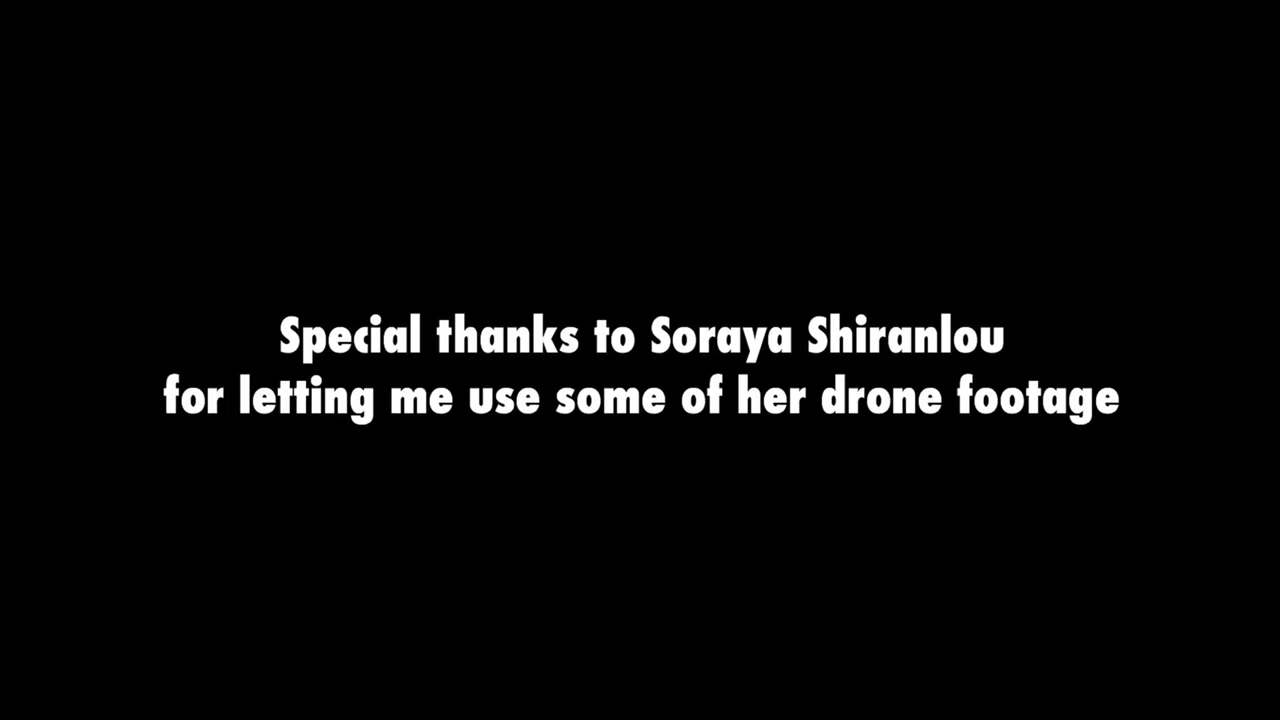 Special thanks to Soraya Shiranlou
for letting me use some of her drone footage